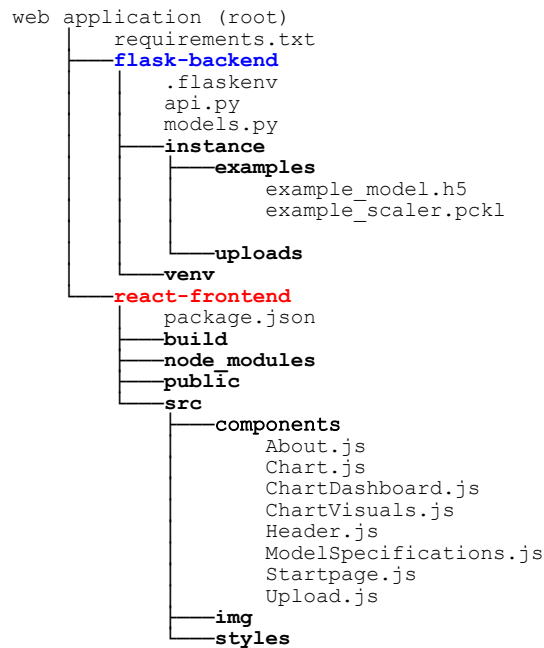 web application (root)
requirements.txt
flask-backend
.flaskenv
api.py
models.py
instance
examples
example_model.h5
example_scaler.pckl
uploads
venv
react-frontend
package.json
build
node_modules
public
src
components
About.js
Chart.js
ChartDashboard.js
ChartVisuals.js
Header.js
ModelSpecifications.js
Startpage.js
Upload.js
img
styles